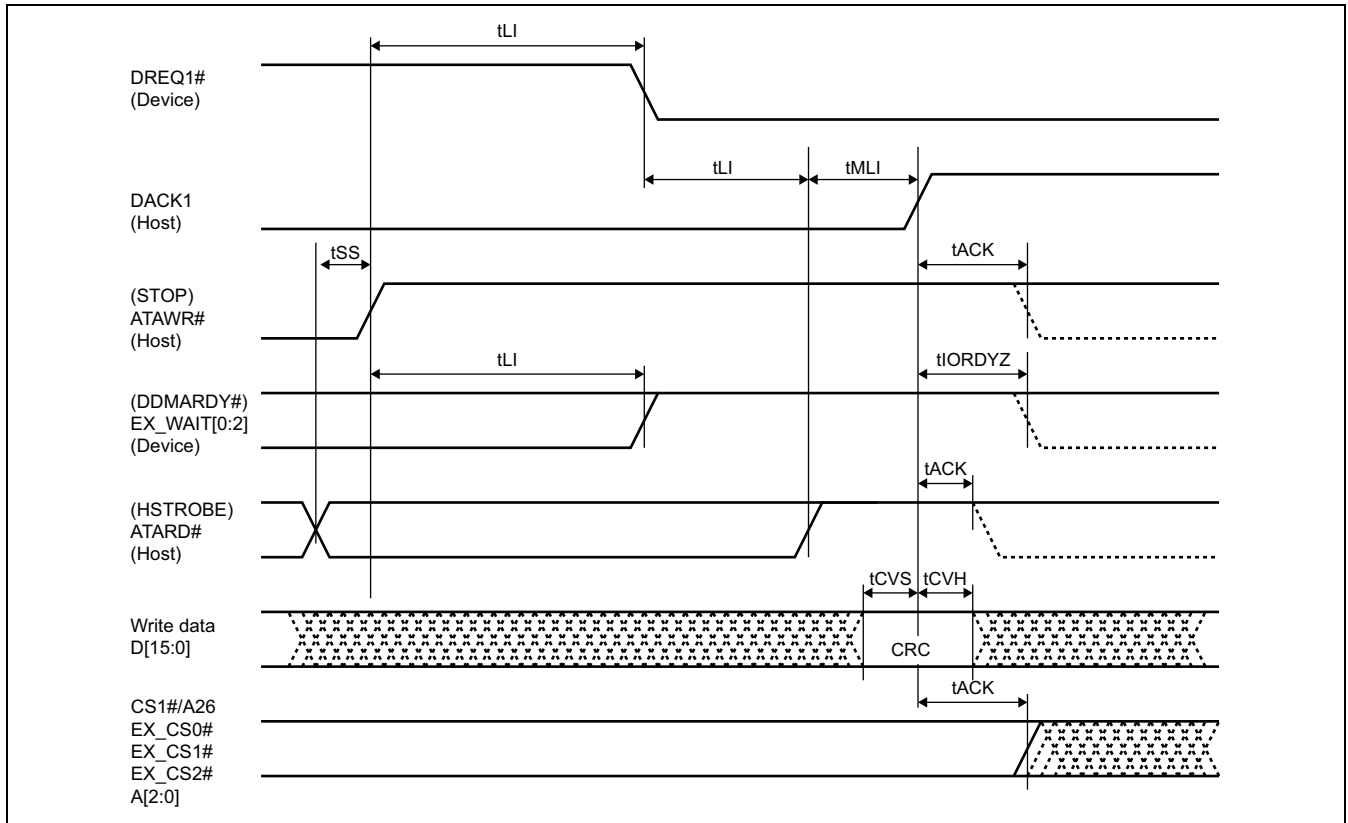 tLI
DREQ1#
(Device)
tLI
tMLI
DACK1
(Host)
tSS
tACK
(STOP)
ATAWR#
(Host)
tLI
tIORDYZ
(DDMARDY#)
EX_WAIT[0:2]
(Device)
tACK
(HSTROBE)
ATARD#
(Host)
tCVS
tCVH
Write data
D[15:0]
CRC
tACK
CS1#/A26
EX_CS0#
EX_CS1#
EX_CS2#
A[2:0]